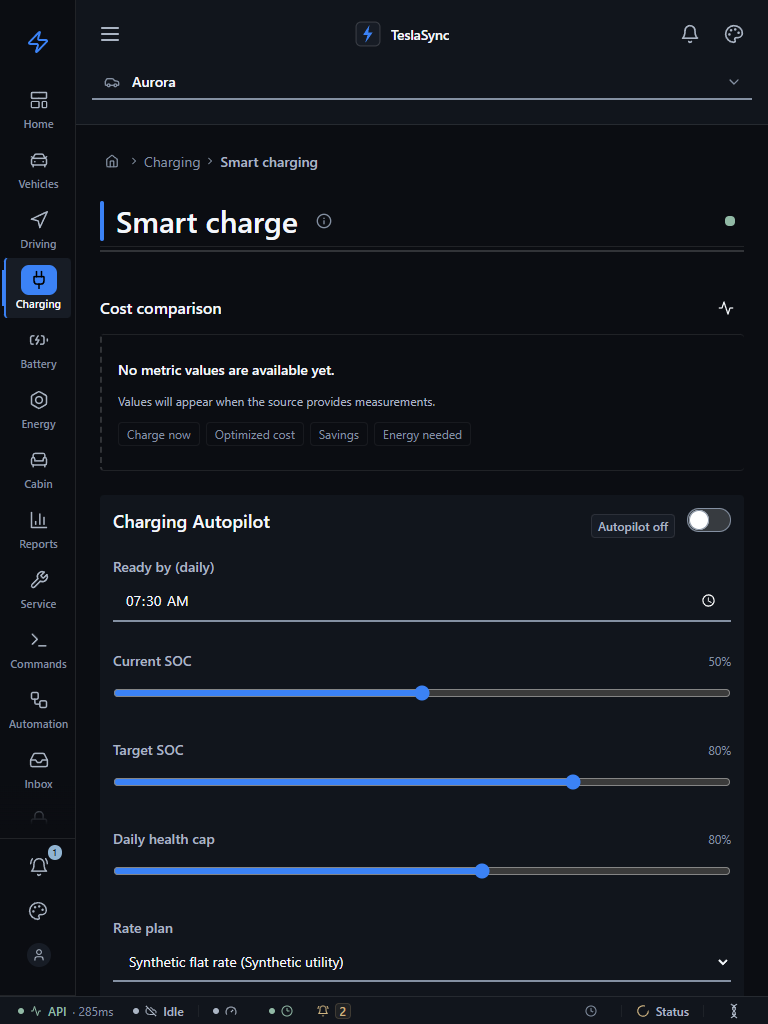 TeslaSync
Aurora
Home
Vehicles
Driving
Charging
Battery
Energy
Cabin
Reports
Service
Commands
Automation
Inbox
1
Charging > Smart charging
Smart charge
Cost comparison
No metric values are available yet.
Values will appear when the source provides measurements.
Charge now Optimized cost Savings Energy needed
Charging Autopilot Autopilot off
Ready by (daily)
07:30 AM
Current SOC 50%
Target SOC 80%
Daily health cap 80%
Rate plan
Synthetic flat rate (Synthetic utility)
API · 285ms Idle 2 Status